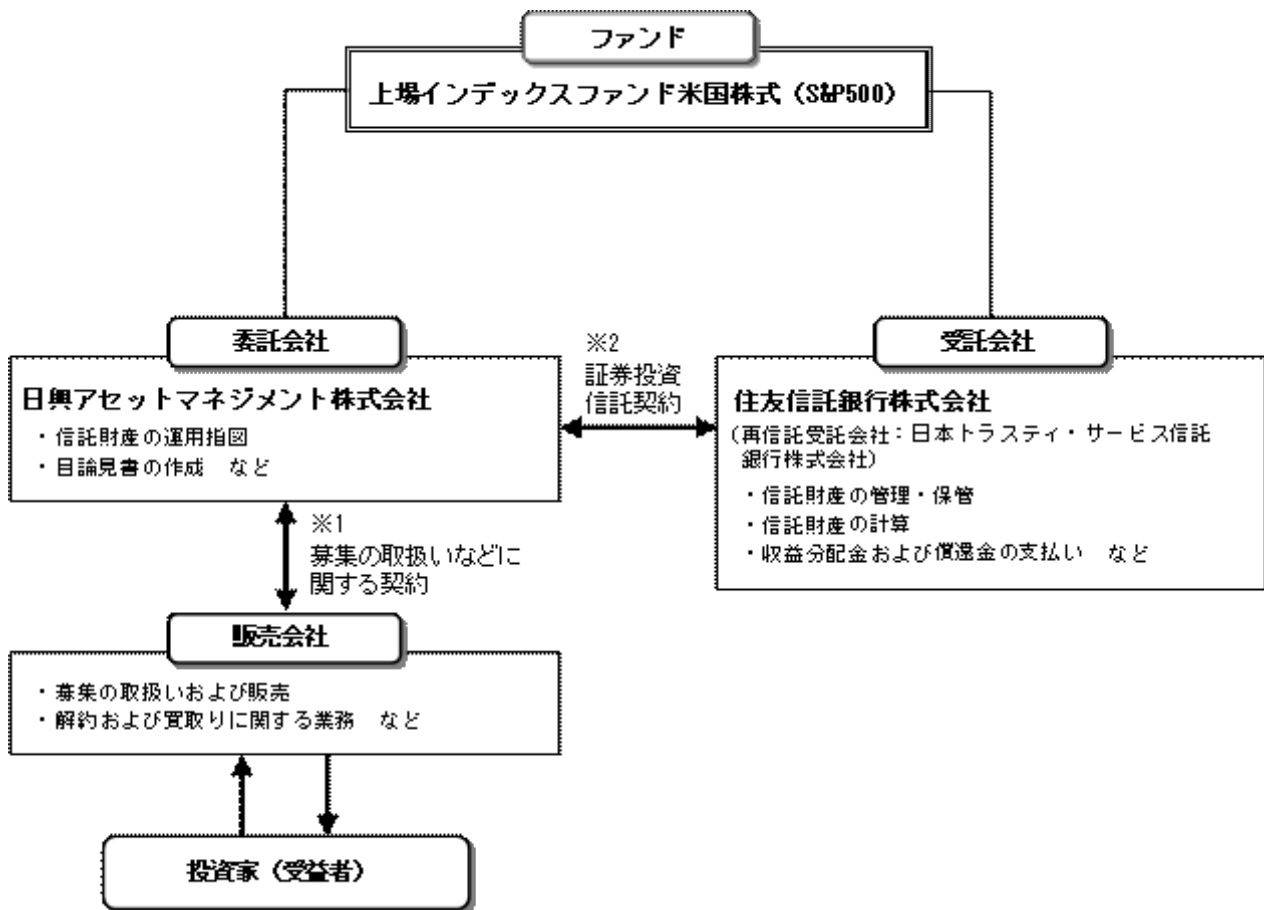 ファンド
上場インデックスファンド米国株式（S&P500）
委託会社
日興アセットマネジメント株式会社
・信託財産の運用指図
・目論見書の作成　など
※2
証券投資
信託契約
受託会社
住友信託銀行株式会社
（再信託受託会社：日本トラスティ・サービス信託
銀行株式会社）
・信託財産の管理・保管
・信託財産の計算
・収益分配金および償還金の支払い　など
※1
募集の取扱いなどに
関する契約
販売会社
・募集の取扱いおよび販売
・解約および買取りに関する業務　など
投資家（受益者）